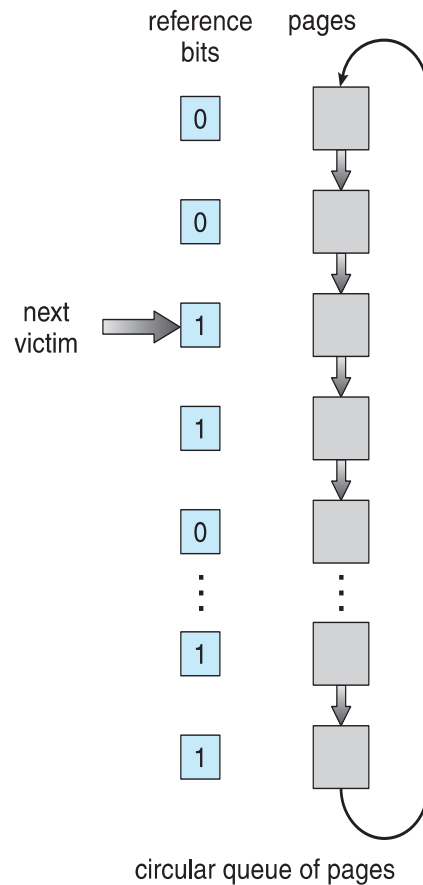 reference
bits
pages
0
0
next
victim
1
1
0
1
1
circular queue of pages